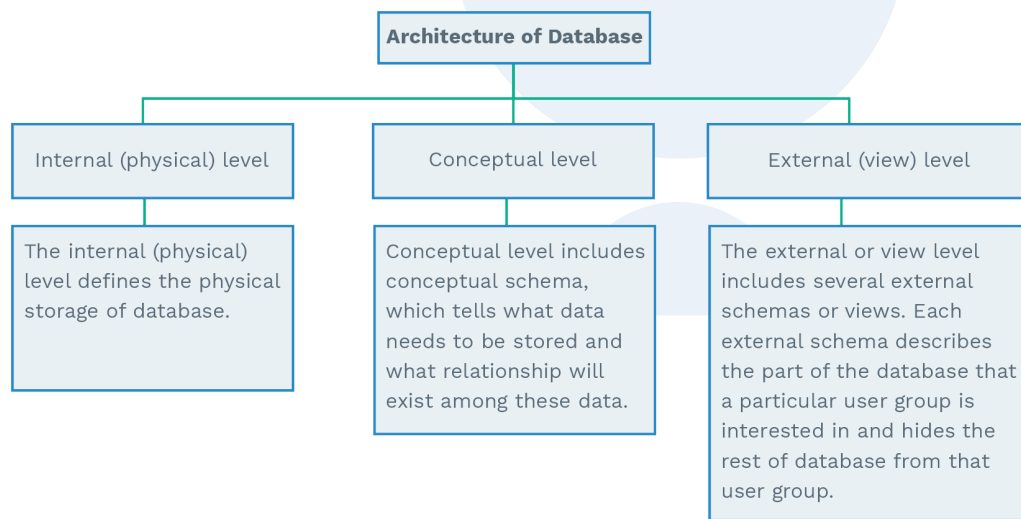 Architecture of Database
Internal (physical) level
Conceptual level
External (view) level
The internal (physical)
level defines the physical
storage of database.
Conceptual level includes
conceptual schema,
which tells what data
needs to be stored and
what relationship will
exist among these data.
The external or view level
includes several external
schemas or views. Each
external schema describes
the part of the database that
a particular user group is
interested in and hides the
rest of database from that
user group.